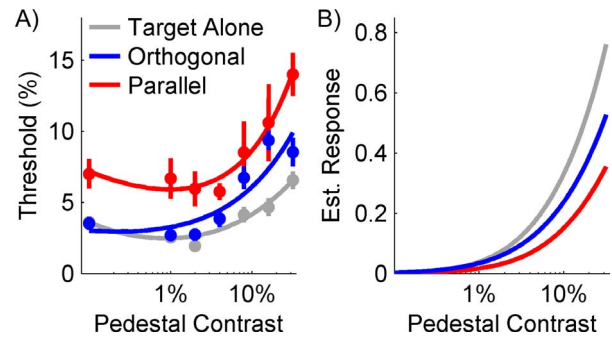 A)
Target Alone
Orthogonal
Parallel
15
10
5
0
Threshold (%)
1%
10%
Pedestal Contrast
B)
0.8
0.6
0.4
0.2
0
Est. Response
1%
10%
Pedestal Contrast